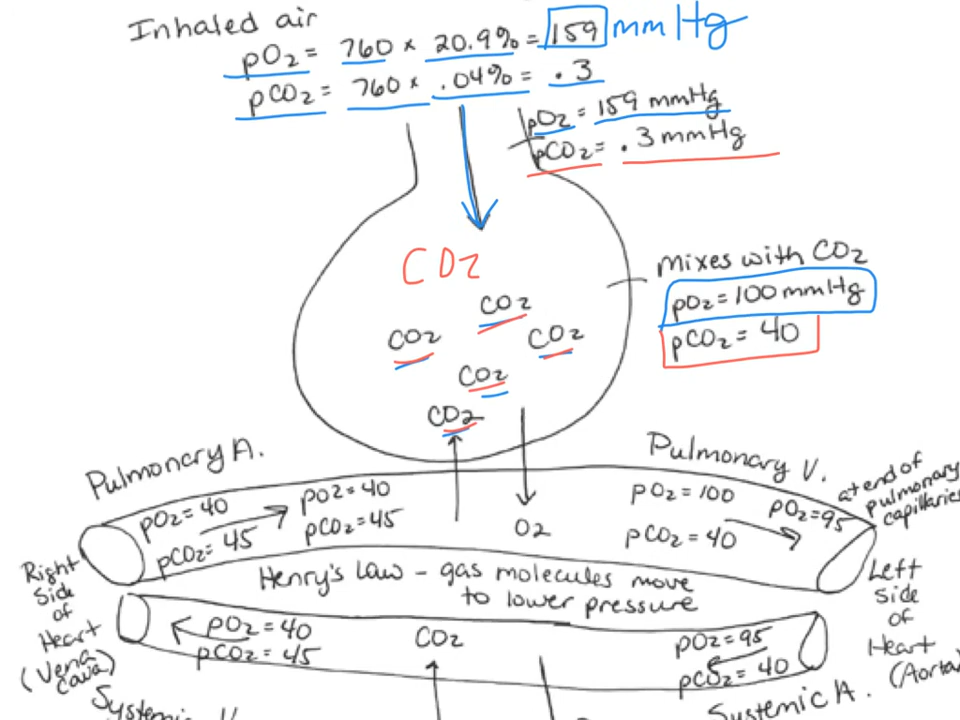 Inhaled air
pO2 = 760 × 20.9% = 159 mmHg
pCO2 = 760 × .04% = .3
pO2 = 159 mmHg
pCO2 = .3 mmHg
CO2
Mixes with CO2
pO2 = 100 mmHg
pCO2 = 40
CO2
CO2
CO2
CO2
CO2
Pulmonary A.
Pulmonary V.
at end of
pulmonary
capillaries
pO2 = 40
pCO2 = 45
pO2 = 40
pCO2 = 45
O2
pO2 = 100
pCO2 = 40
pO2 = 95
Right
Side
of
Heart
(Vena
cava)
Henry's Law - gas molecules move
to lower pressure
Left
Side
of
Heart
(Aorta)
pO2 = 40
pCO2 = 45
CO2
pO2 = 95
pCO2 = 40
Systemic A.